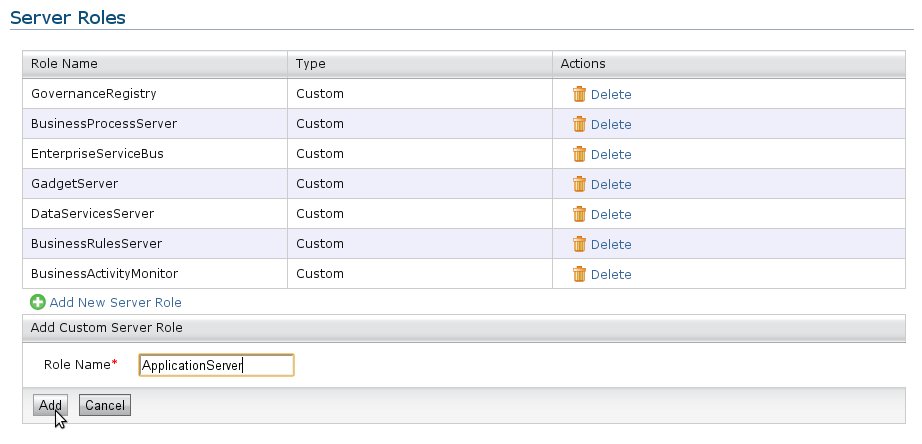 Server Roles
Role Name Type Actions
GovernanceRegistry Custom Delete
BusinessProcessServer Custom Delete
EnterpriseServiceBus Custom Delete
GadgetServer Custom Delete
DataServicesServer Custom Delete
BusinessRulesServer Custom Delete
BusinessActivityMonitor Custom Delete
Add New Server Role
Add Custom Server Role
Role Name* ApplicationServer
Add Cancel